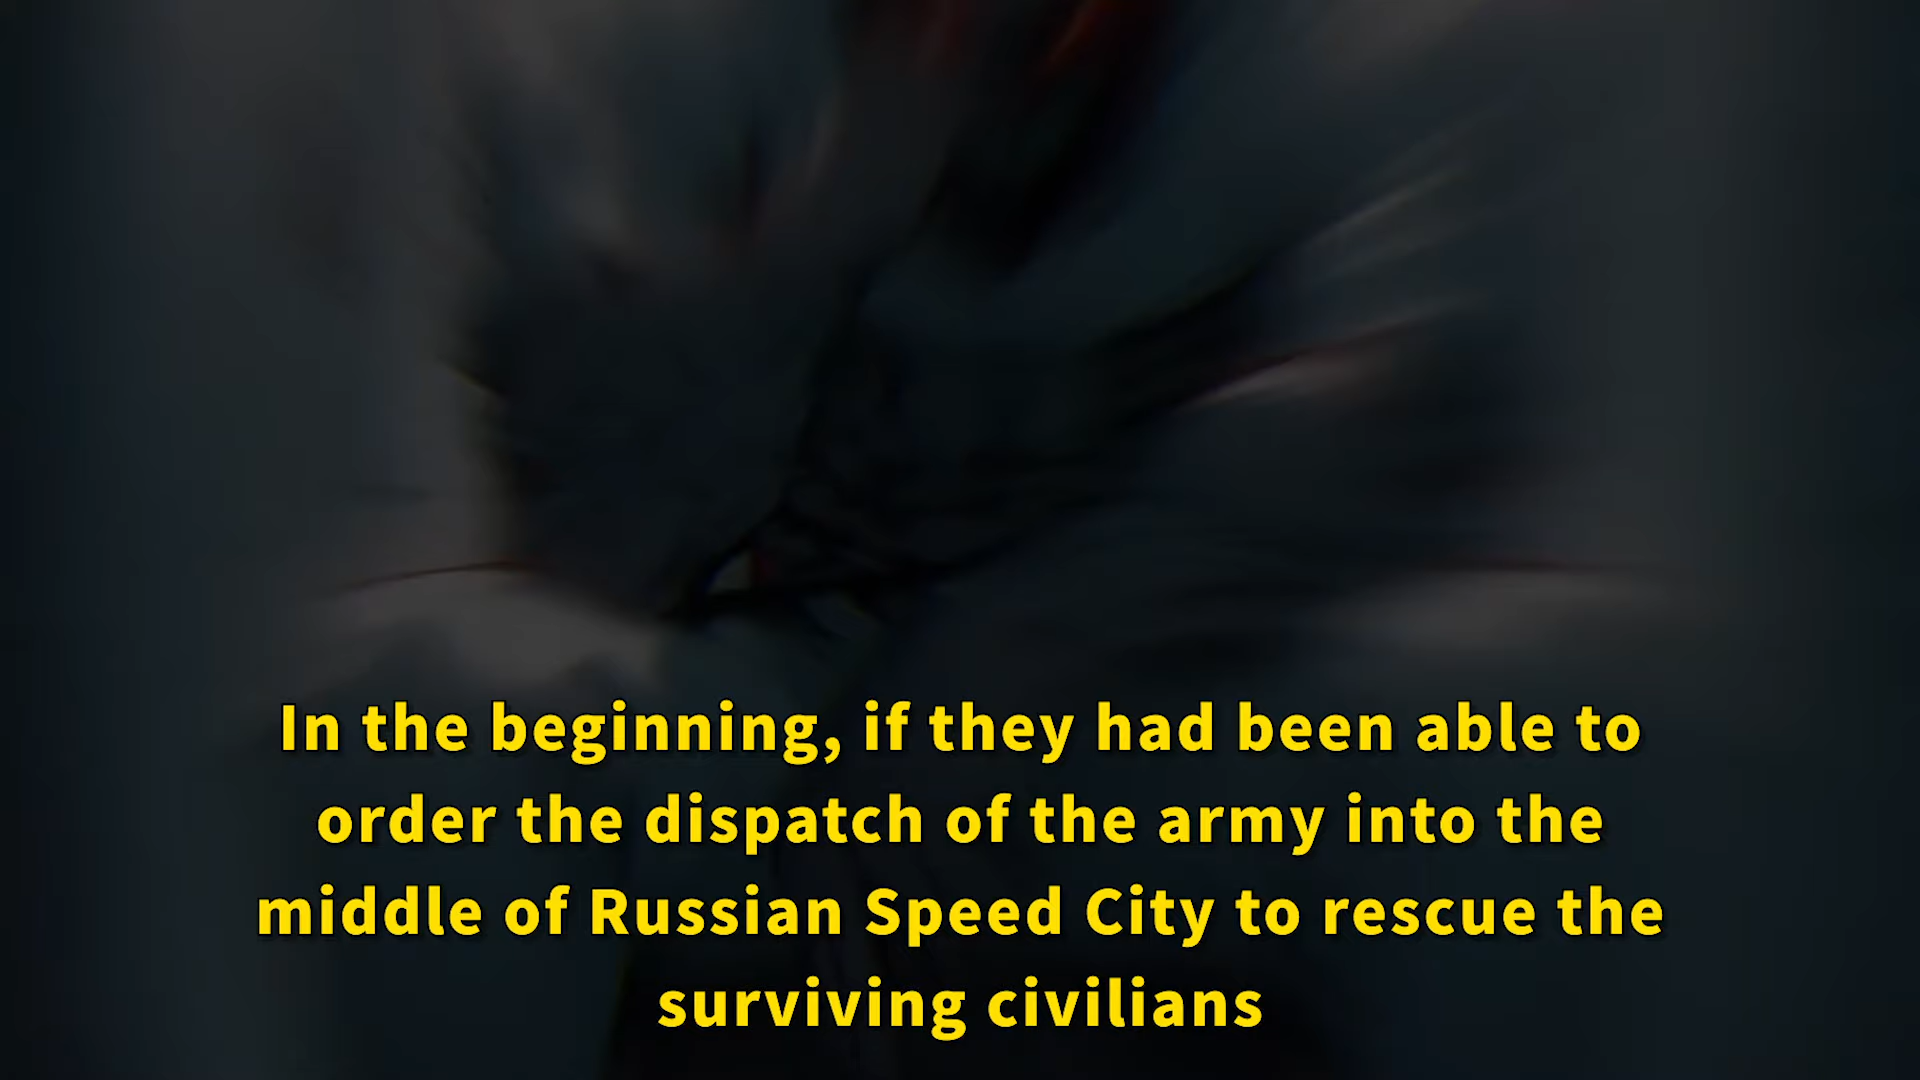 In the beginning, if they had been able to
order the dispatch of the army into the
middle of Russian Speed City to rescue the
surviving civilians